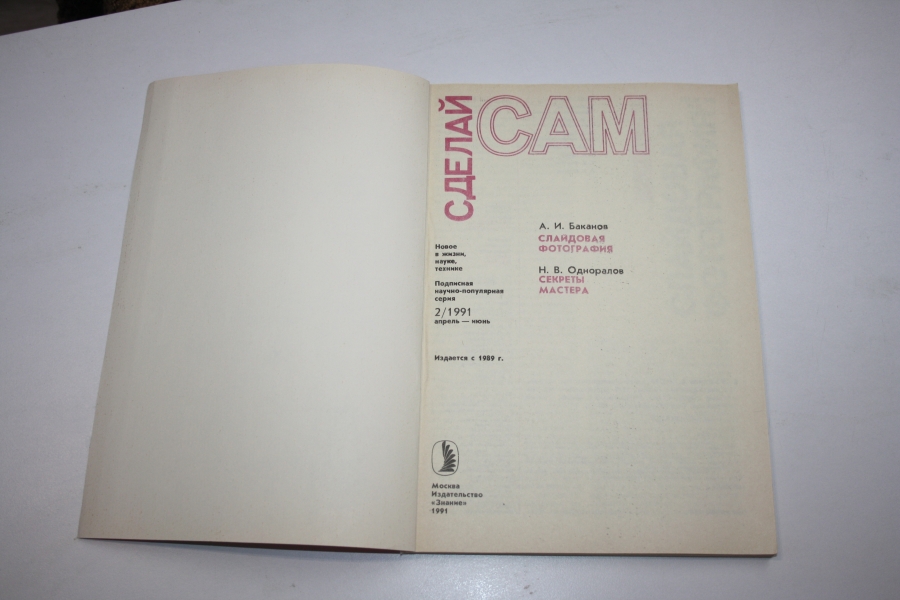 СДЕЛАЙ
САМ
А. И. Баканов
СЛАЙДОВАЯ
ФОТОГРАФИЯ
Н. В. Одноралов
СЕКРЕТЫ
МАСТЕРА
Новое
в жизни,
науке,
технике
Подписная
научно-популярная
серия
2/1991
апрель — июнь
Издается с 1989 г.
Москва
Издательство
«Знание»
1991